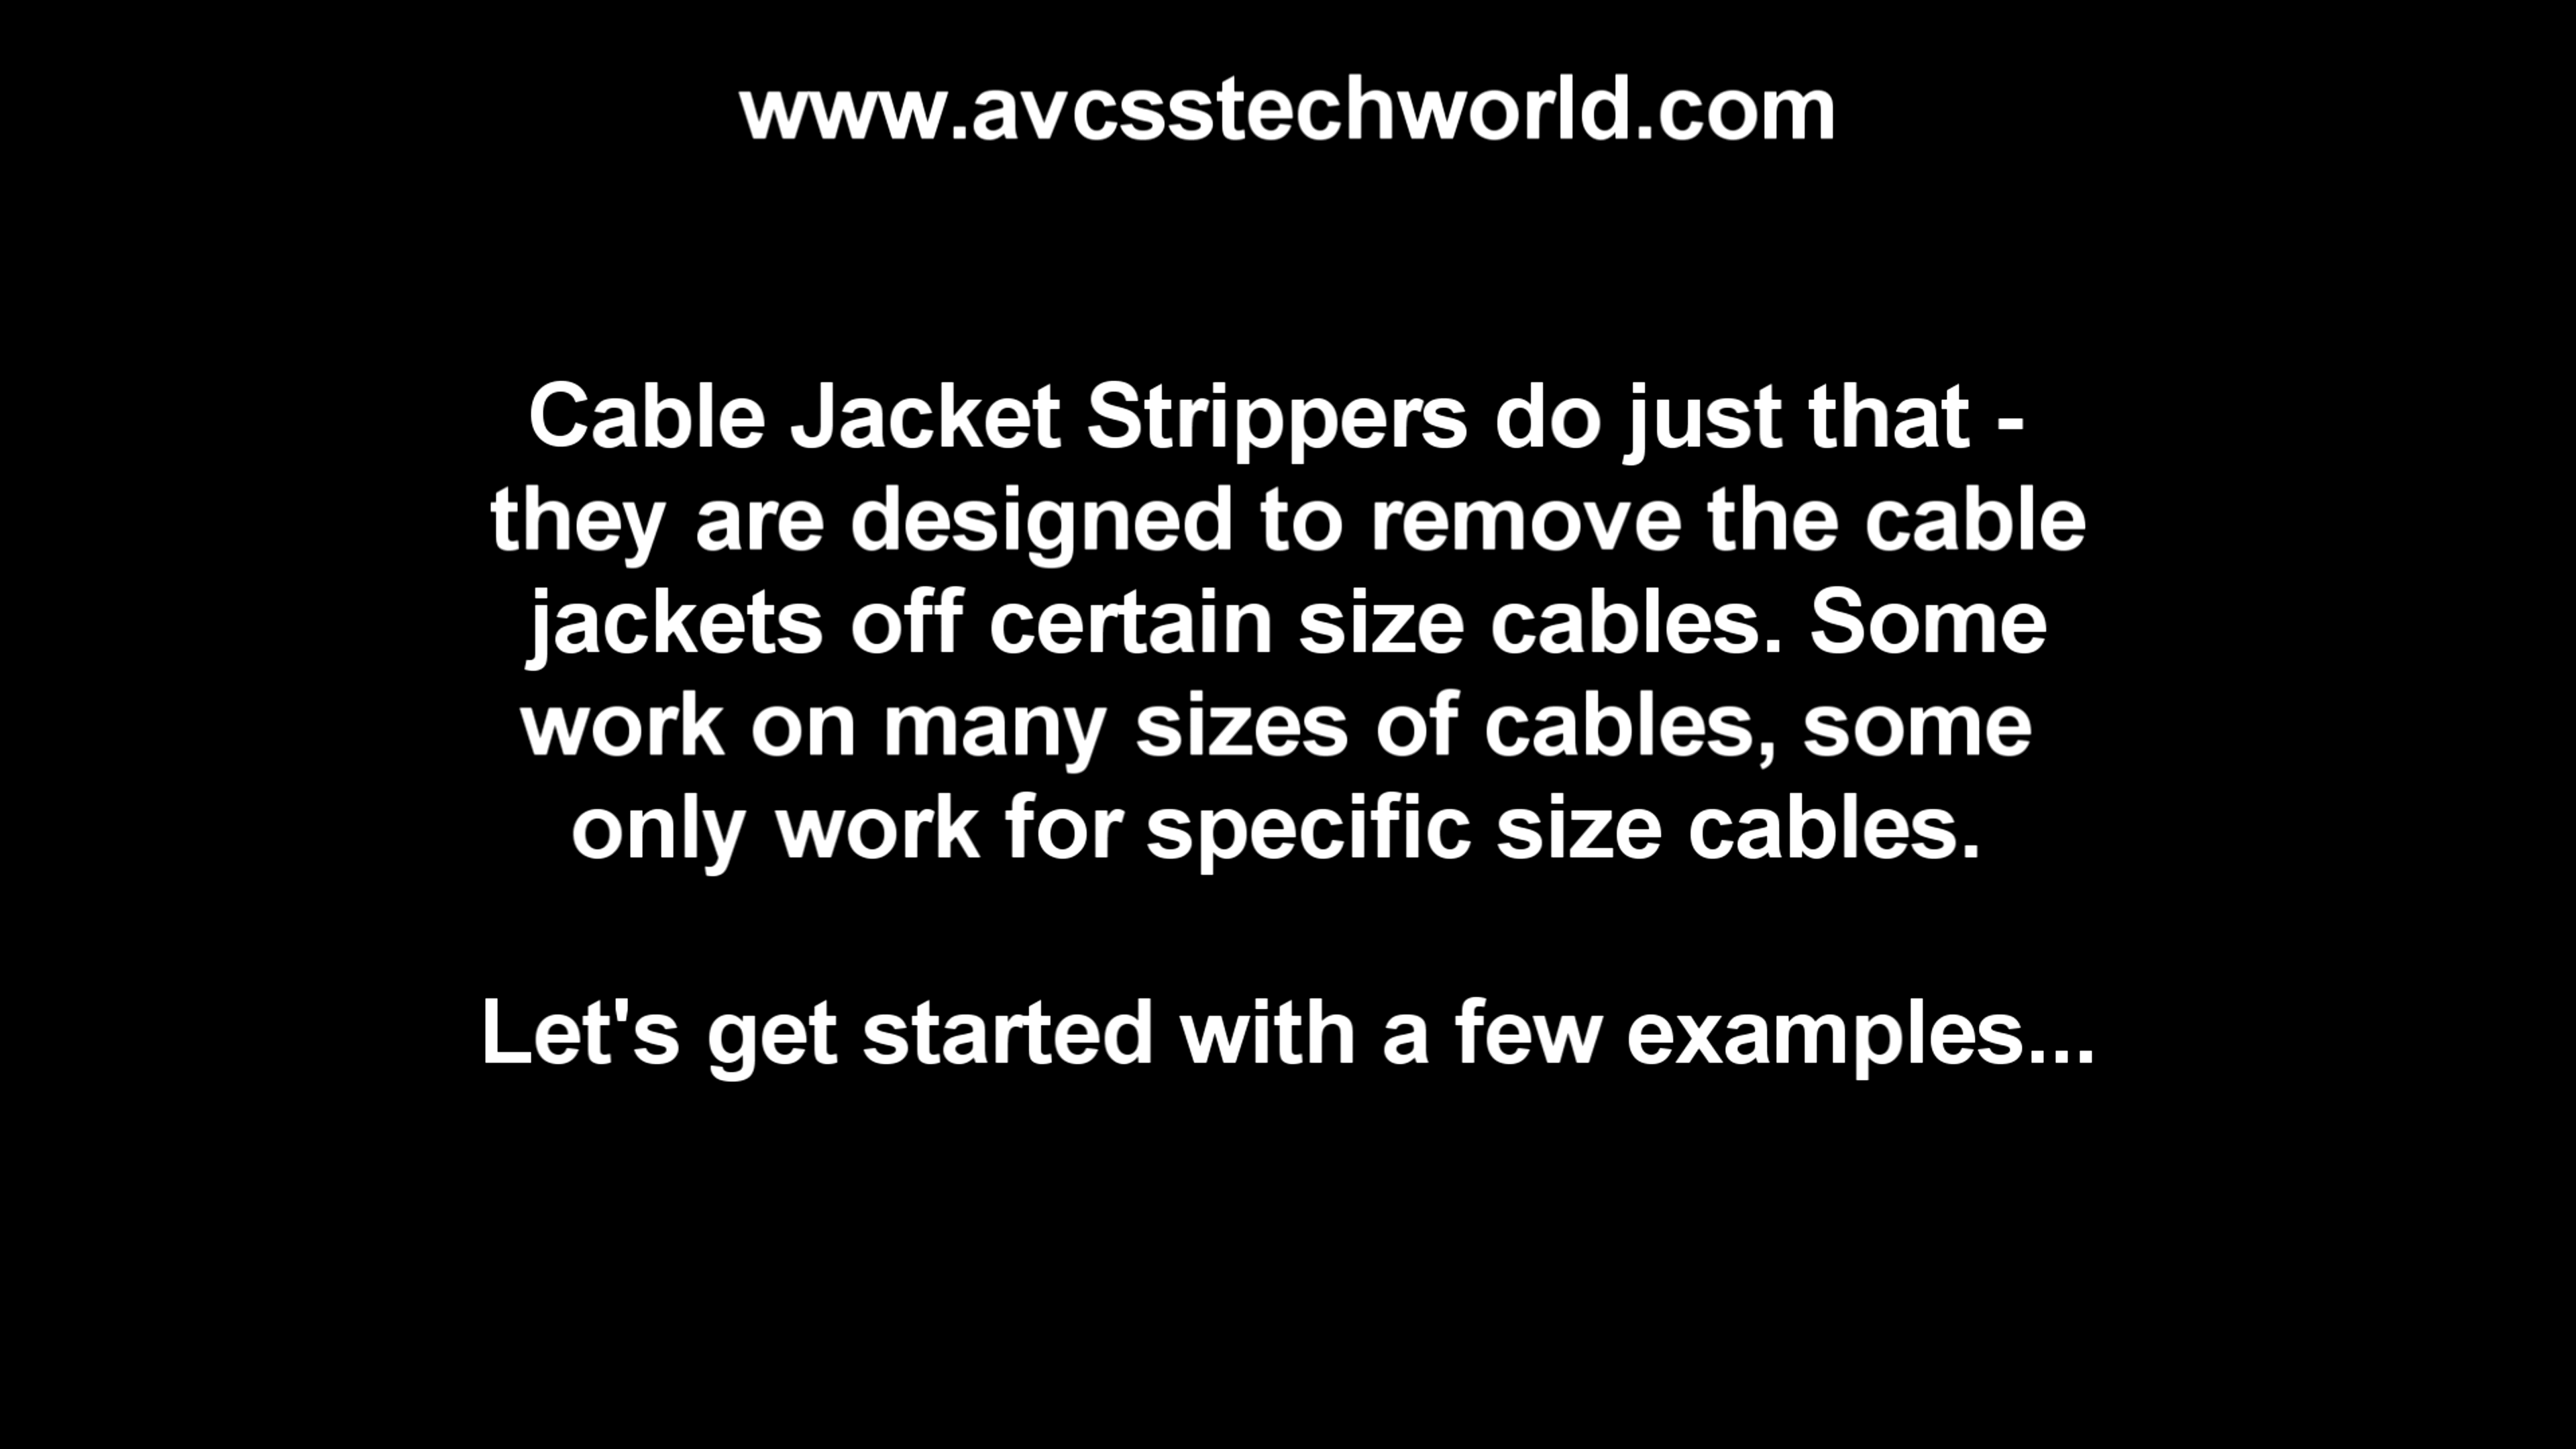 www.avcsstechworld.com
Cable Jacket Strippers do just that -
they are designed to remove the cable
jackets off certain size cables. Some
work on many sizes of cables, some
only work for specific size cables.
Let's get started with a few examples...